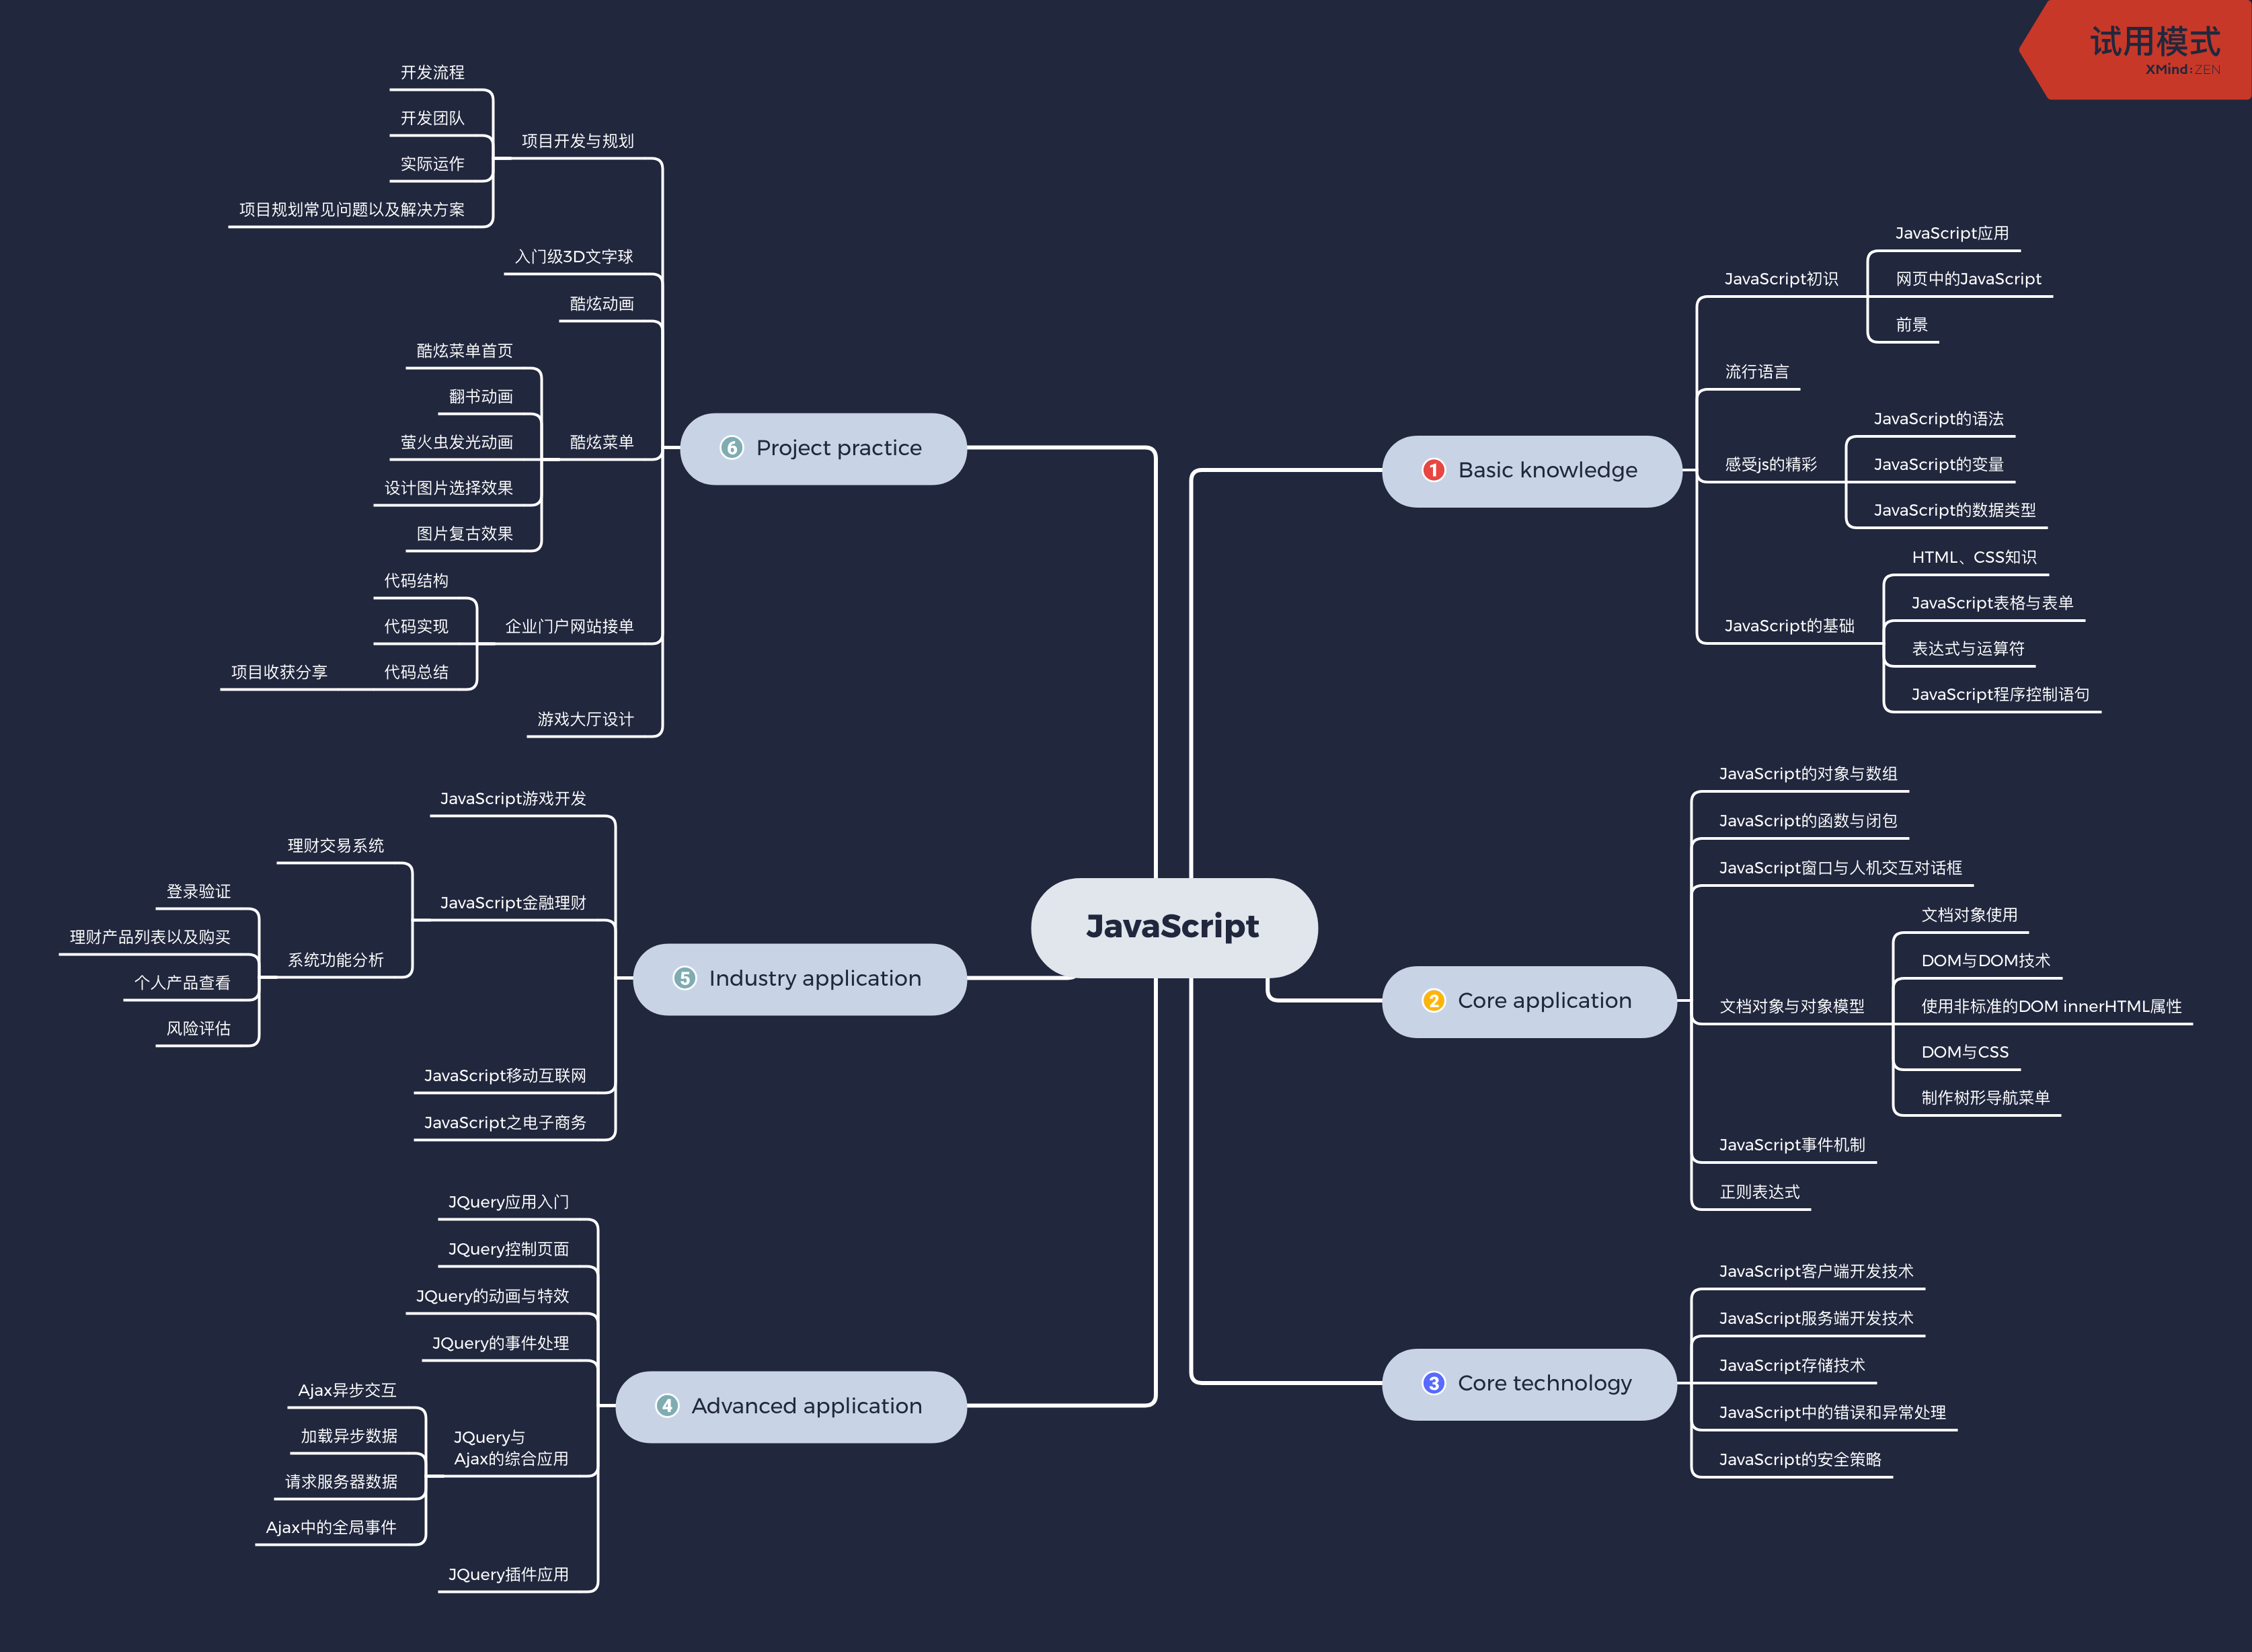 试用模式
XMind:ZEN
JavaScript
1 Basic knowledge
JavaScript初识
JavaScript应用
网页中的JavaScript
前景
流行语言
感受js的精彩
JavaScript的语法
JavaScript的变量
JavaScript的数据类型
JavaScript的基础
HTML、CSS知识
JavaScript表格与表单
表达式与运算符
JavaScript程序控制语句
2 Core application
JavaScript的对象与数组
JavaScript的函数与闭包
JavaScript窗口与人机交互对话框
文档对象与对象模型
文档对象使用
DOM与DOM技术
使用非标准的DOM innerHTML属性
DOM与CSS
制作树形导航菜单
JavaScript事件机制
正则表达式
3 Core technology
JavaScript客户端开发技术
JavaScript服务端开发技术
JavaScript存储技术
JavaScript中的错误和异常处理
JavaScript的安全策略
4 Advanced application
JQuery应用入门
JQuery控制页面
JQuery的动画与特效
JQuery的事件处理
JQuery与
Ajax的综合应用
Ajax异步交互
加载异步数据
请求服务器数据
Ajax中的全局事件
JQuery插件应用
5 Industry application
JavaScript游戏开发
JavaScript金融理财
理财交易系统
系统功能分析
登录验证
理财产品列表以及购买
个人产品查看
风险评估
JavaScript移动互联网
JavaScript之电子商务
6 Project practice
项目开发与规划
开发流程
开发团队
实际运作
项目规划常见问题以及解决方案
入门级3D文字球
酷炫动画
酷炫菜单
酷炫菜单首页
翻书动画
萤火虫发光动画
设计图片选择效果
图片复古效果
企业门户网站接单
代码结构
代码实现
代码总结
项目收获分享
游戏大厅设计